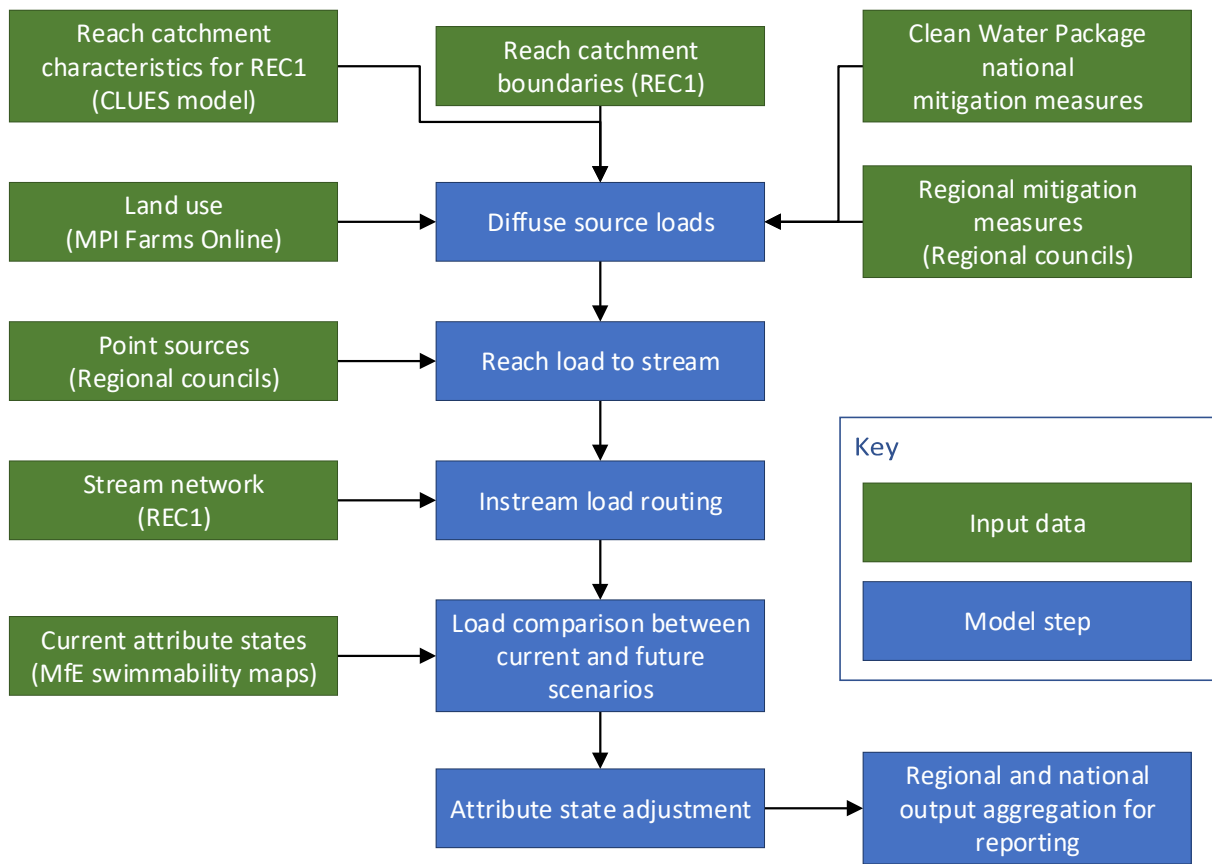 Reach catchment
characteristics for REC1
(CLUES model)
Reach catchment
boundaries (REC1)
Clean Water Package
national
mitigation measures
Land use
(MPI Farms Online)
Diffuse source loads
Regional mitigation
measures
(Regional councils)
Point sources
(Regional councils)
Reach load to stream
Stream network
(REC1)
Instream load routing
Key
Input data
Model step
Current attribute states
(MfE swimmability maps)
Load comparison between
current and future
scenarios
Attribute state adjustment
Regional and national
output aggregation for
reporting